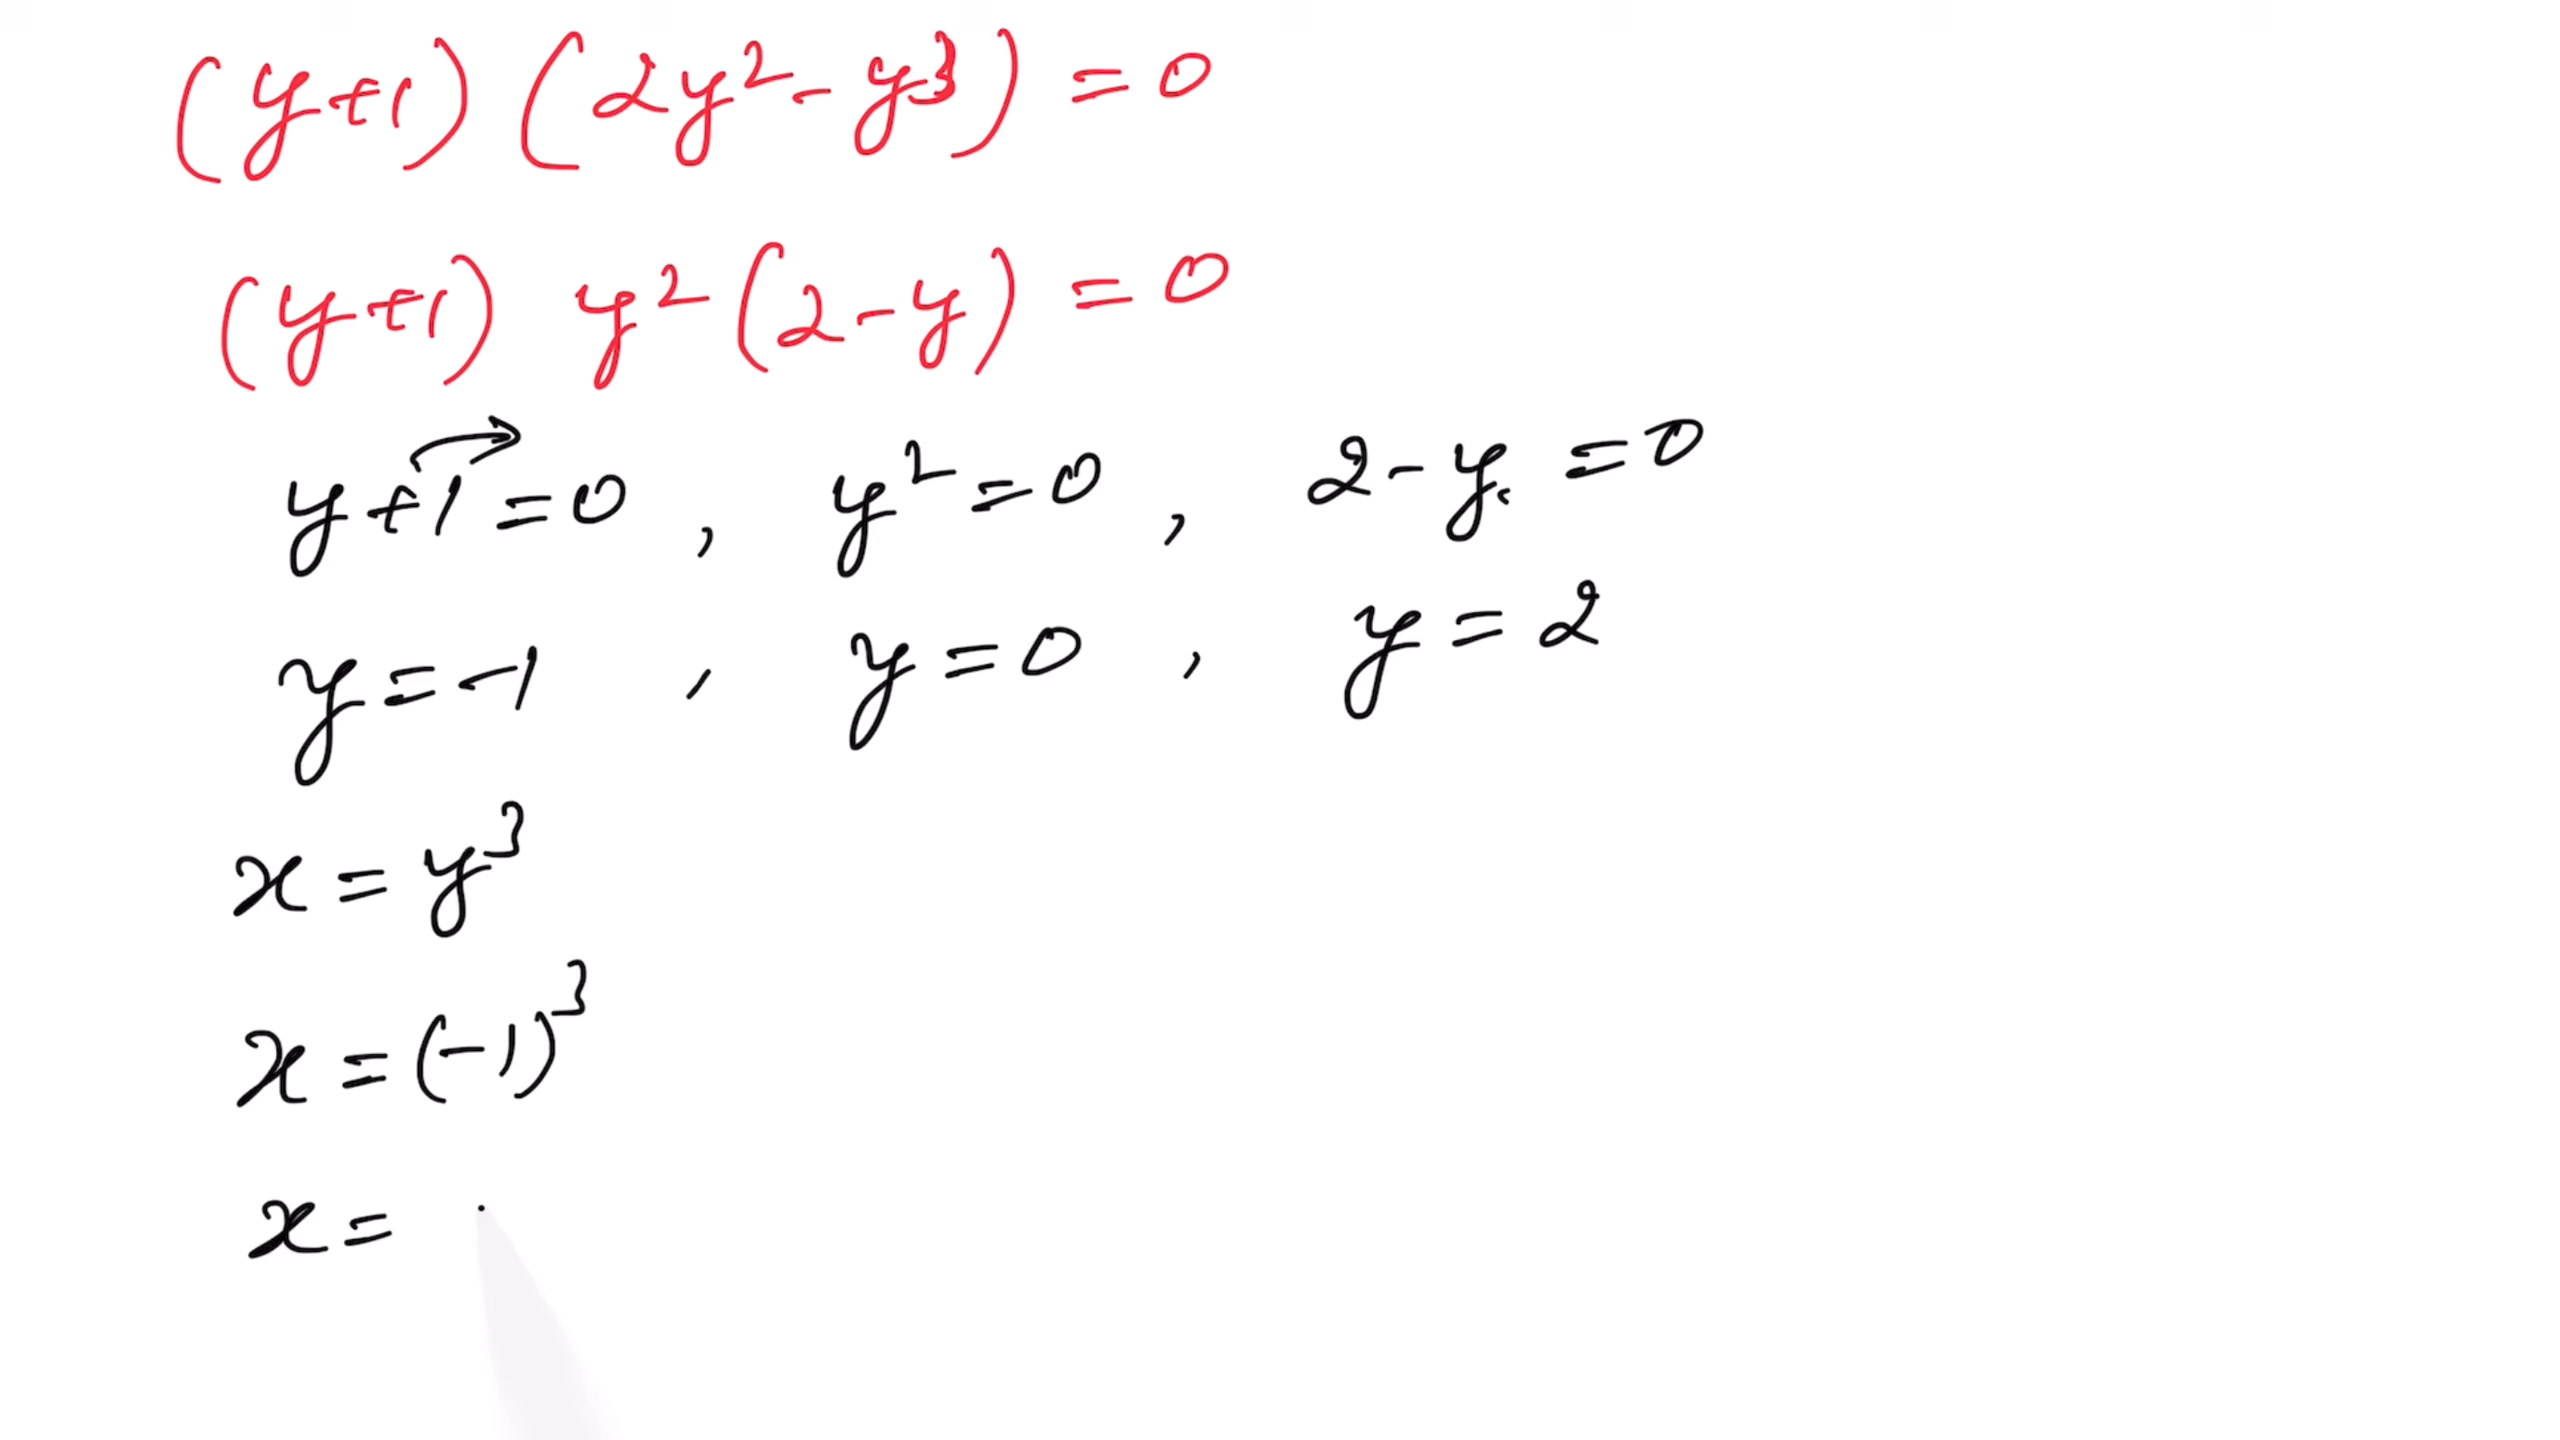 (y+1) (2y²-y³) = 0
(y+1) y² (2-y) = 0
y+1 = 0 , y² = 0 , 2-y = 0
y = -1 , y = 0 , y = 2
x = y³
x = (-1)³
x =